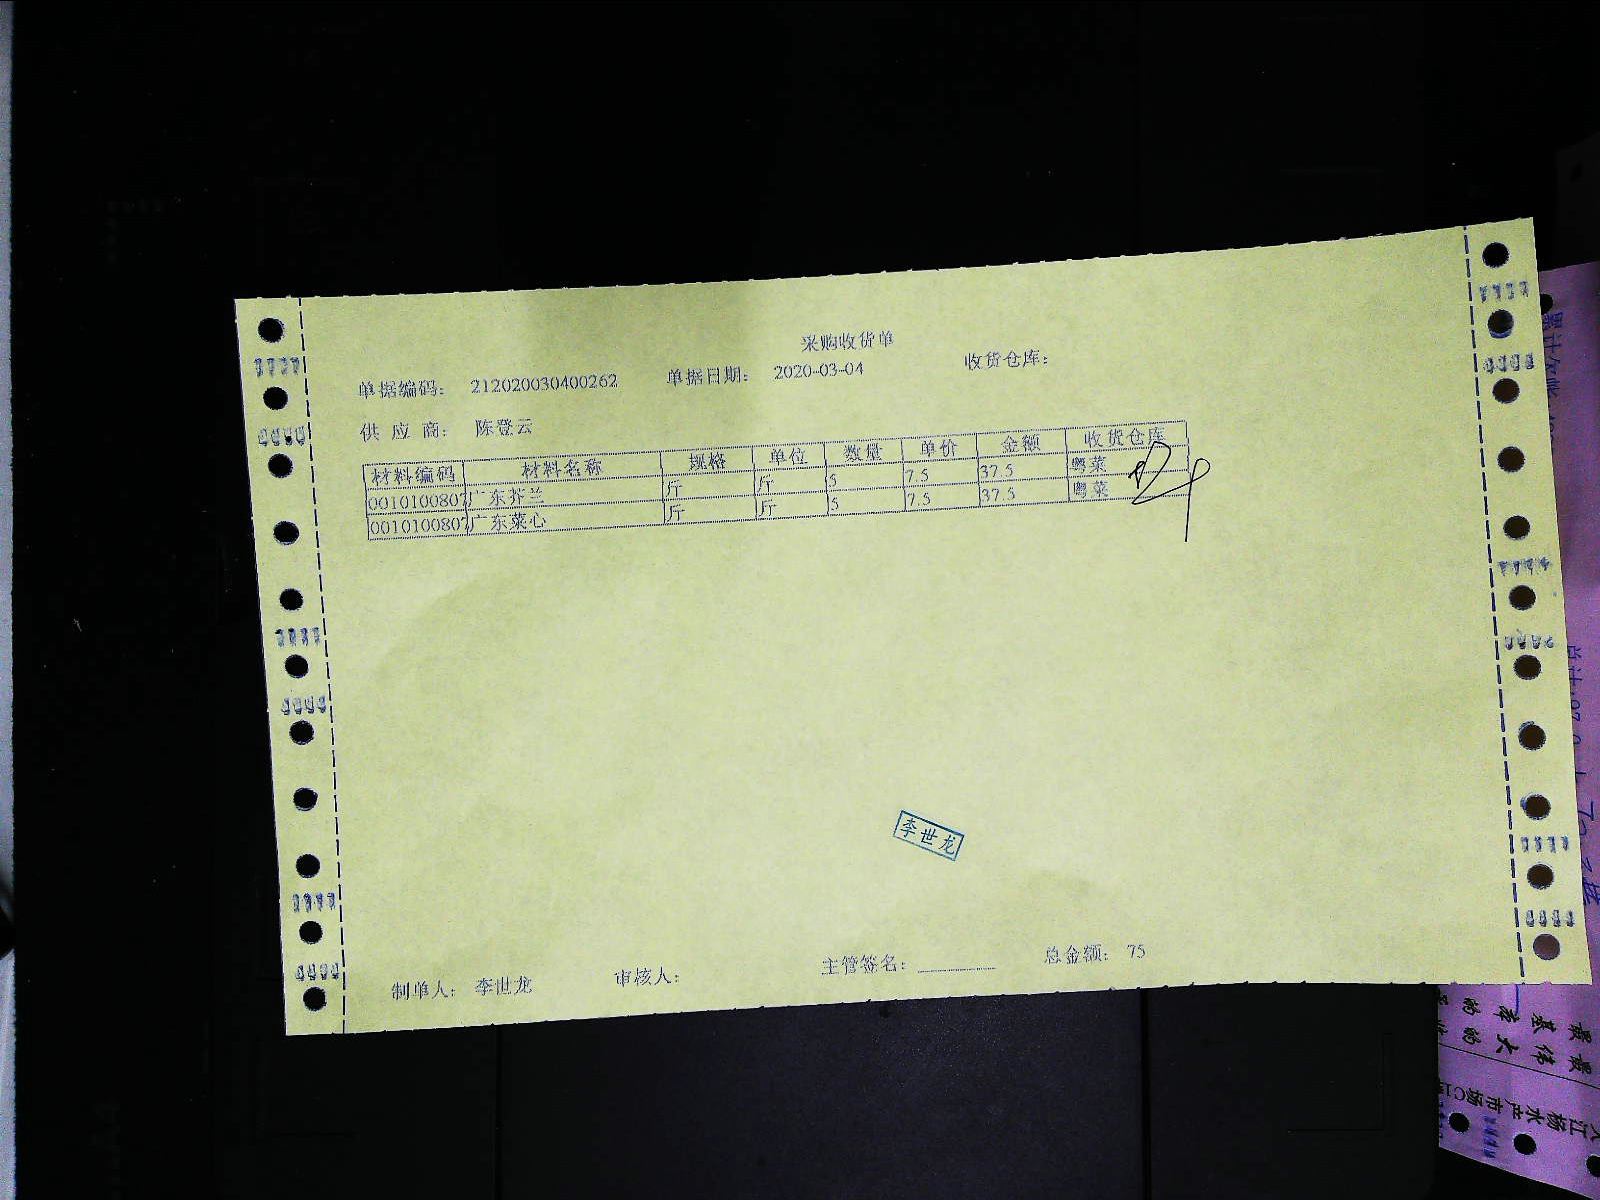 采购收货单
单据编码： 212020030400262 单据日期： 2020-03-04 收货仓库：
供 应 商： 陈登云
材料编码 材料名称 规格 单位 数量 单价 金额 收货仓库
0010100807 广东芥兰 斤 斤 5 7.5 37.5 粤菜
0010100807 广东菜心 斤 斤 5 7.5 37.5 粤菜
李世龙
制单人： 李世龙 审核人： 主管签名： 总金额： 75